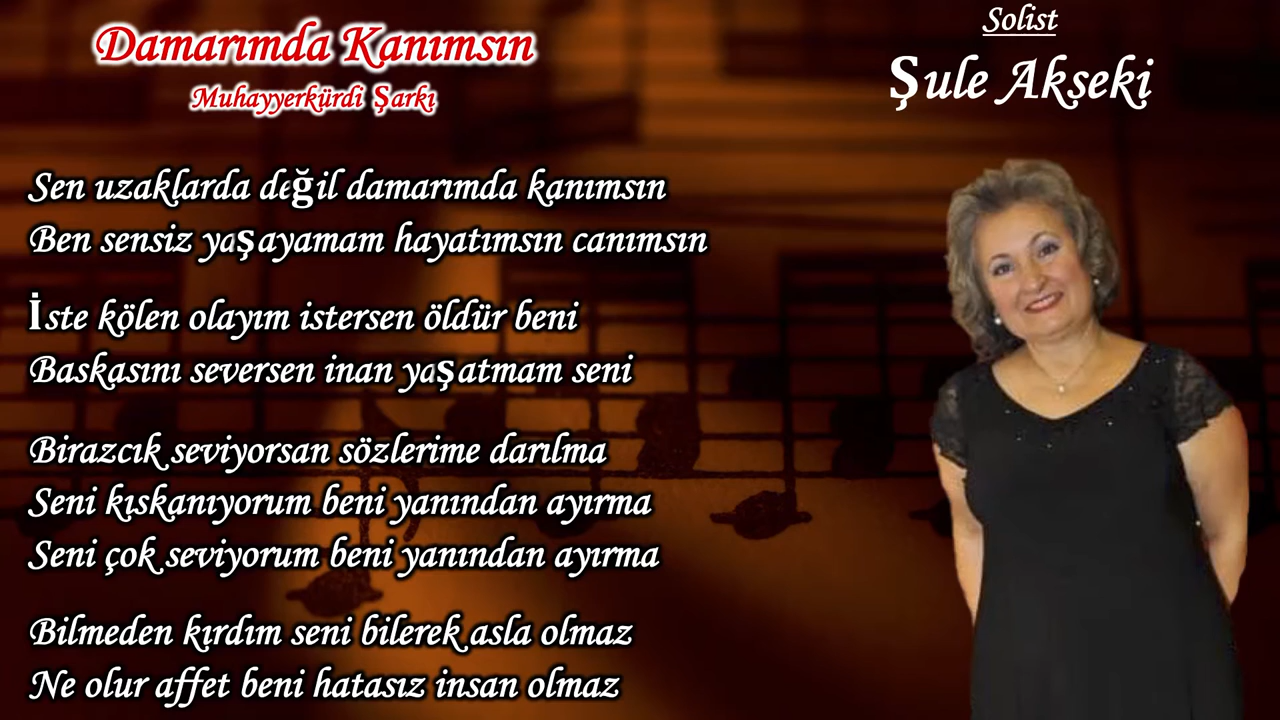 Damarımda Kanımsın
Muhayyerkürdi Şarkı
Solist
Şule Akseki
Sen uzaklarda değil damarımda kanımsın
Ben sensiz yaşayamam hayatımsın canımsın
İste kölen olayım istersen öldür beni
Baskasını seversen inan yaşatmam seni
Birazcık seviyorsan sözlerime darılma
Seni kıskanıyorum beni yanından ayırma
Seni çok seviyorum beni yanından ayırma
Bilmeden kırdım seni bilerek asla olmaz
Ne olur affet beni hatasız insan olmaz